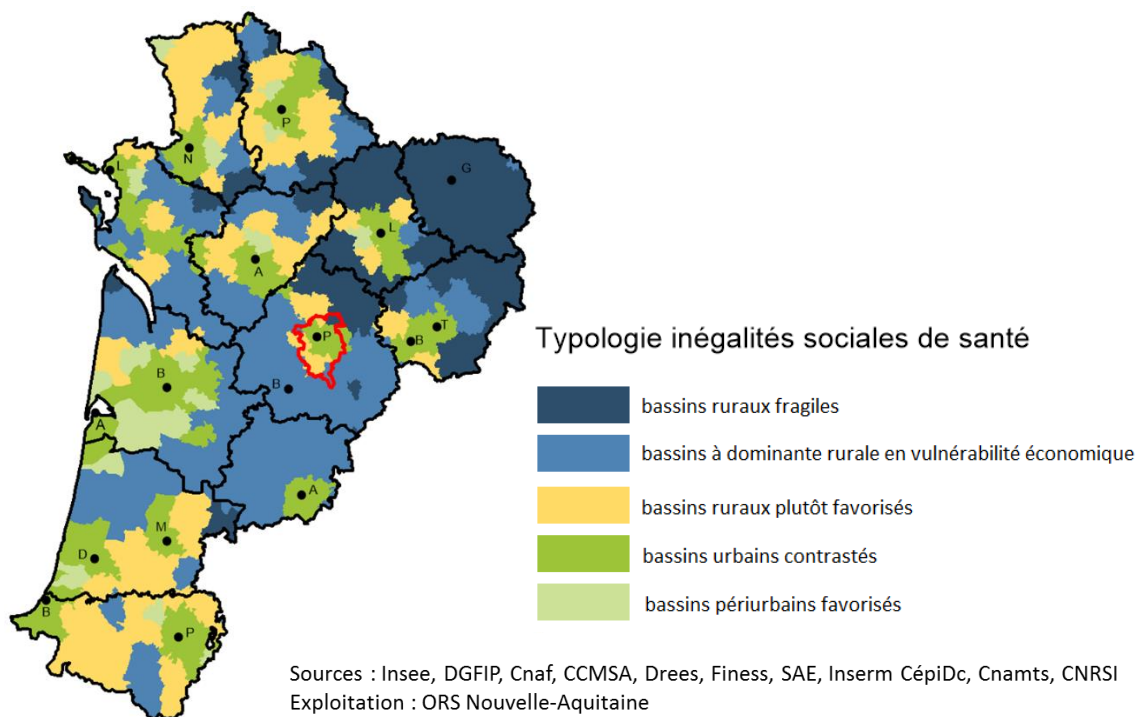 P
N
L
G
L
A
P
T
B
B
B
A
A
M
D
B
P
Typologie inégalités sociales de santé
bassins ruraux fragiles
bassins à dominante rurale en vulnérabilité économique
bassins ruraux plutôt favorisés
bassins urbains contrastés
bassins périurbains favorisés
Sources : Insee, DGFIP, Cnaf, CCMSA, Drees, Finess, SAE, Inserm CépiDc, Cnamts, CNRSI
Exploitation : ORS Nouvelle-Aquitaine